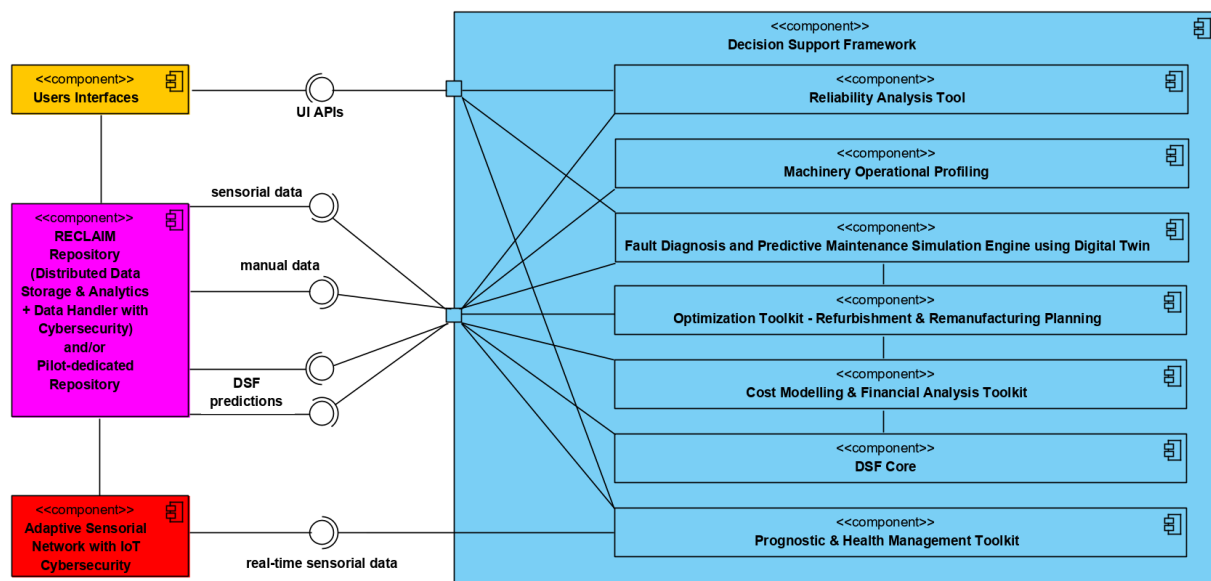 <<component>>
Decision Support Framework
<<component>>
Users Interfaces
UI APIs
<<component>>
Reliability Analysis Tool
<<component>>
Machinery Operational Profiling
sensorial data
<<component>>
RECLAIM
Repository
(Distributed Data
Storage & Analytics
+ Data Handler with
Cybersecurity)
and/or
Pilot-dedicated
Repository
manual data
DSF
predictions
<<component>>
Fault Diagnosis and Predictive Maintenance Simulation Engine using Digital Twin
<<component>>
Optimization Toolkit - Refurbishment & Remanufacturing Planning
<<component>>
Cost Modelling & Financial Analysis Toolkit
<<component>>
DSF Core
<<component>>
Adaptive Sensorial
Network with IoT
Cybersecurity
real-time sensorial data
<<component>>
Prognostic & Health Management Toolkit